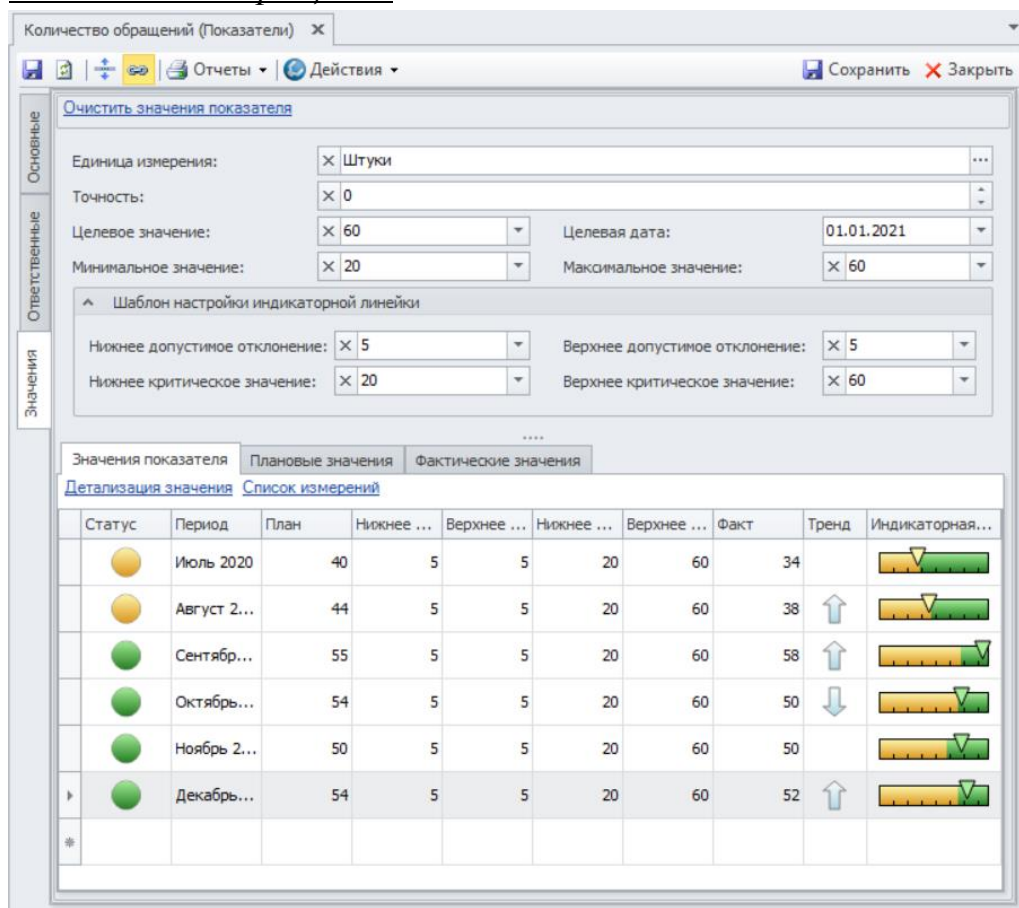 Количество обращений (Показатели)
Отчеты Действия Сохранить Закрыть
Основные
Ответственные
Значения
Очистить значения показателя
Единица измерения: Штуки ...
Точность: 0
Целевое значение: 60 Целевая дата: 01.01.2021
Минимальное значение: 20 Максимальное значение: 60
Шаблон настройки индикаторной линейки
Нижнее допустимое отклонение: 5 Верхнее допустимое отклонение: 5
Нижнее критическое значение: 20 Верхнее критическое значение: 60
Значения показателя Плановые значения Фактические значения
Детализация значения Список измерений
Статус Период План Нижнее ... Верхнее ... Нижнее ... Верхнее ... Факт Тренд Индикаторная...
Июль 2020 40 5 5 20 60 34
Август 2... 44 5 5 20 60 38
Сентябр... 55 5 5 20 60 58
Октябрь... 54 5 5 20 60 50
Ноябрь 2... 50 5 5 20 60 50
Декабрь... 54 5 5 20 60 52